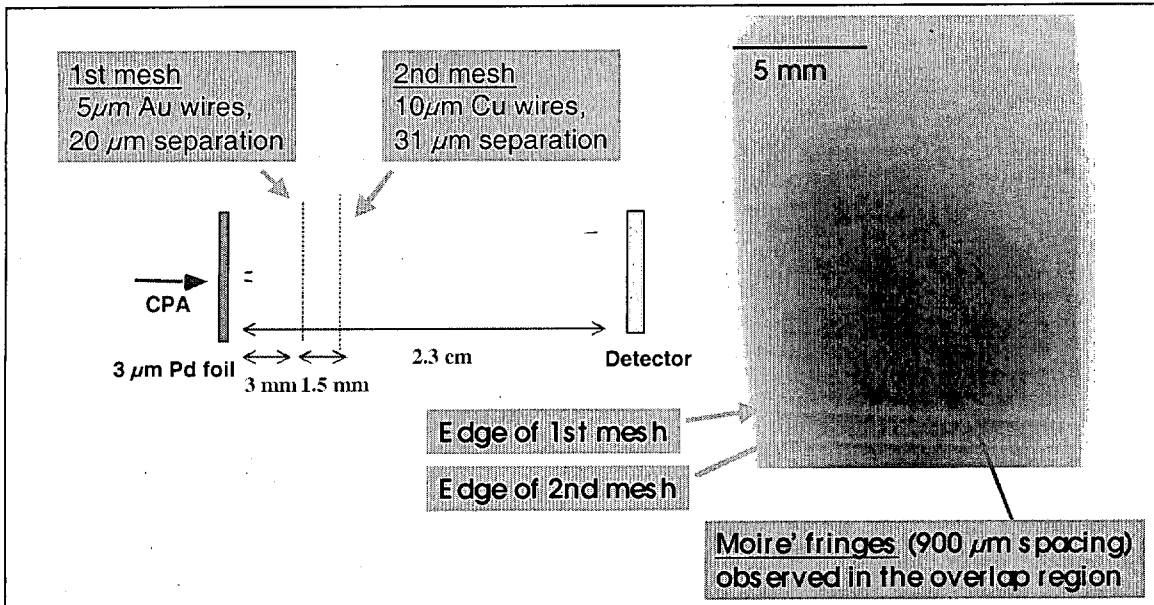 1st mesh
5μm Au wires,
20 μm separation
2nd mesh
10μm Cu wires,
31 μm separation
5 mm
CPA
3 μm Pd foil
3 mm
1.5 mm
2.3 cm
Detector
Edge of 1st mesh
Edge of 2nd mesh
Moire' fringes (900 μm spacing)
observed in the overlap region